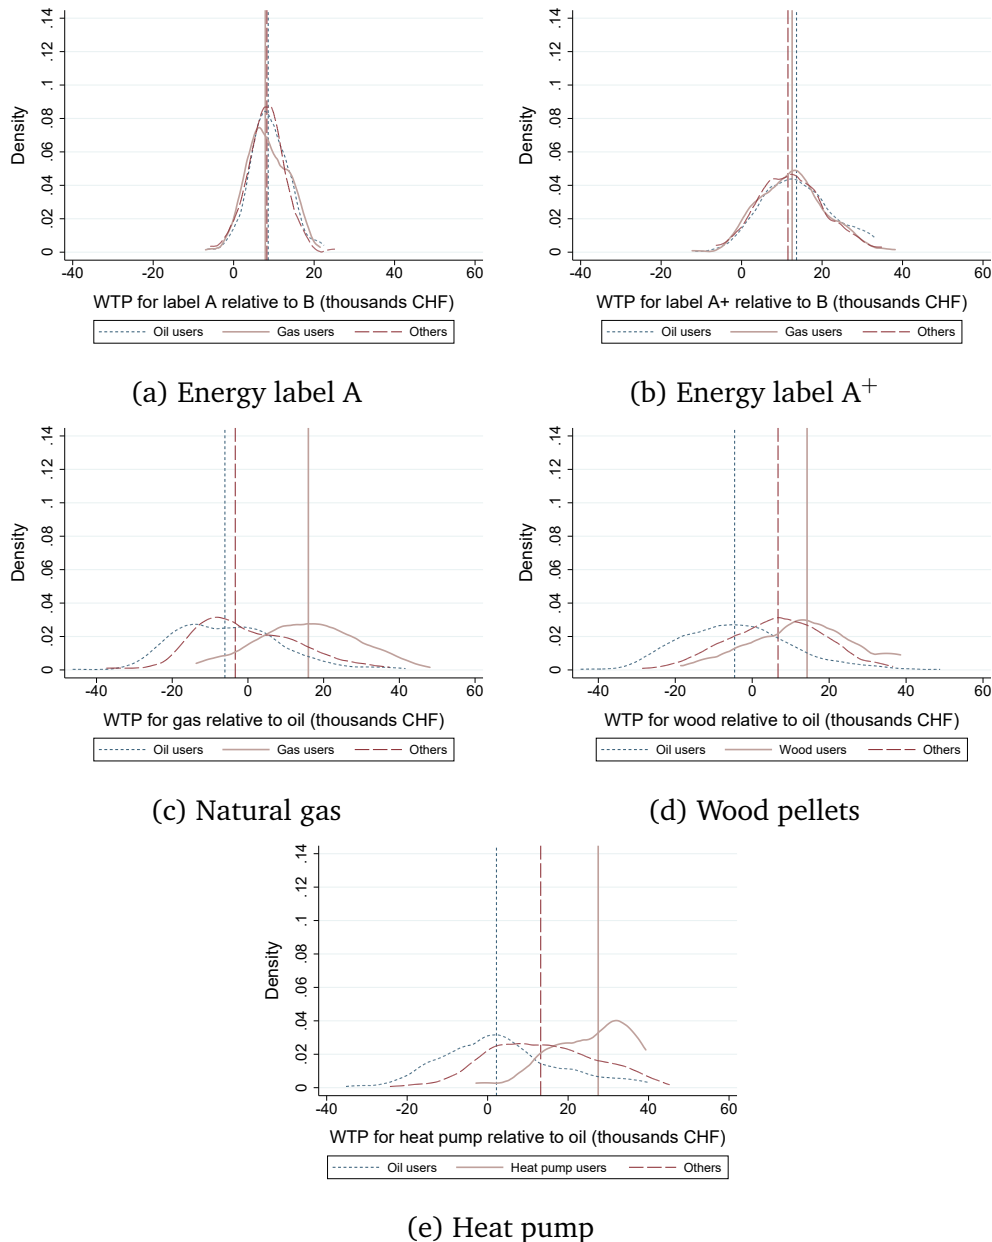 Density
0 .02 .04 .06 .08 .1 .12 .14
-40 -20 0 20 40 60
WTP for label A relative to B (thousands CHF)
Oil users Gas users Others
(a) Energy label A
Density
0 .02 .04 .06 .08 .1 .12 .14
-40 -20 0 20 40 60
WTP for label A+ relative to B (thousands CHF)
Oil users Gas users Others
(b) Energy label A+
Density
0 .02 .04 .06 .08 .1 .12 .14
-40 -20 0 20 40 60
WTP for gas relative to oil (thousands CHF)
Oil users Gas users Others
(c) Natural gas
Density
0 .02 .04 .06 .08 .1 .12 .14
-40 -20 0 20 40 60
WTP for wood relative to oil (thousands CHF)
Oil users Wood users Others
(d) Wood pellets
Density
0 .02 .04 .06 .08 .1 .12 .14
-40 -20 0 20 40 60
WTP for heat pump relative to oil (thousands CHF)
Oil users Heat pump users Others
(e) Heat pump